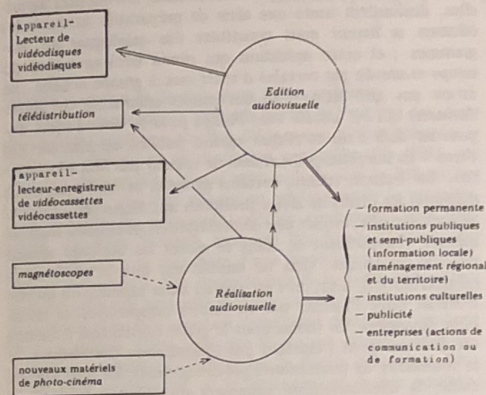 appareil-
Lecteur de
vidéodisques
vidéodisques
télédistribution
appareil-
lecteur-enregistreur
de vidéocassettes
vidéocassettes
magnétoscopes
nouveaux matériels
de photo-cinéma
Edition
audiovisuelle
Réalisation
audiovisuelle
– formation permanente
– institutions publiques
et semi-publiques
(information locale)
(aménagement régional
et du territoire)
– institutions culturelles
– publicité
– entreprises (actions de
communication ou
de formation)